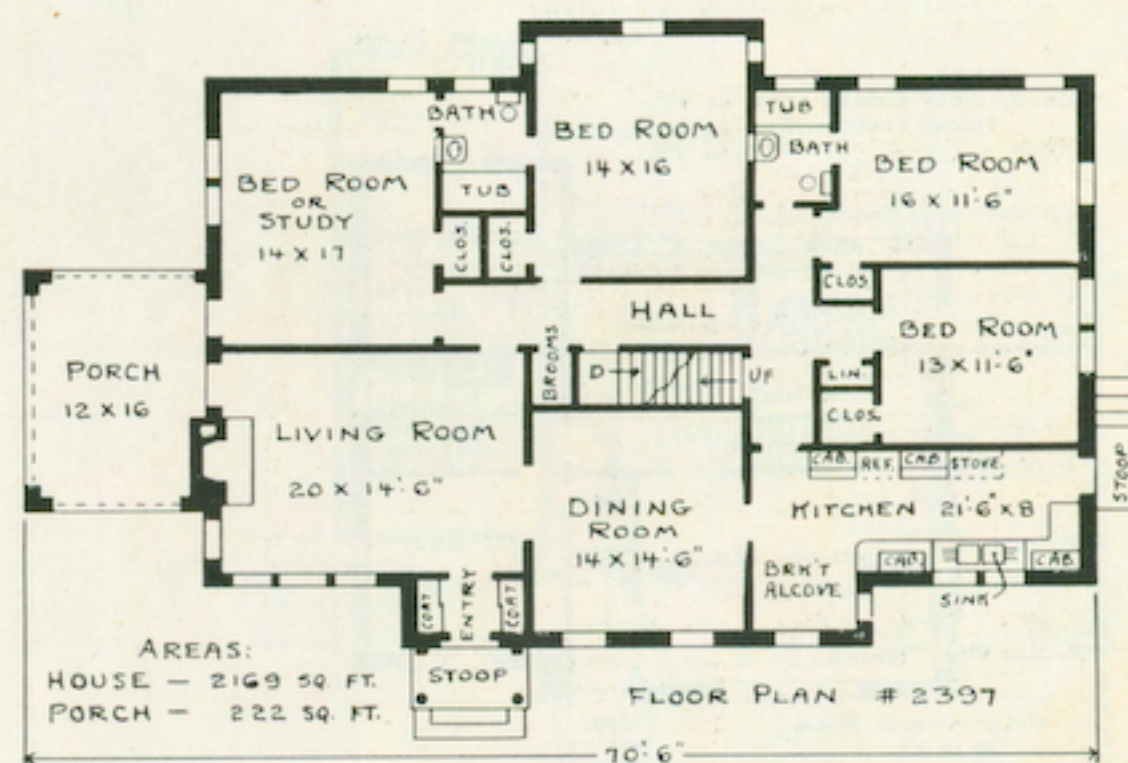 BATH
TUB
BED ROOM
14 X 16
TUB
BATH
BED ROOM
16 X 11'-6"
BED ROOM
OR
STUDY
14 X 17
CLOS.
CLOS.
CLOS
HALL
BED ROOM
13 X 11-6"
PORCH
12 X 16
BROOMS
D
UP
LIN.
CLOS.
LIVING ROOM
20 X 14'-6"
CAB.
REF.
CAB
STOVE.
STOOP
DINING
ROOM
14 X 14'-6"
KITCHEN 21'-6" X 8
BRK'T
ALCOVE
CAB.
CAB
SINK
COAT
ENTRY
COAT
STOOP
AREAS:
HOUSE — 2169 SQ. FT.
PORCH — 222 SQ. FT.
FLOOR PLAN #2397
70'-6"